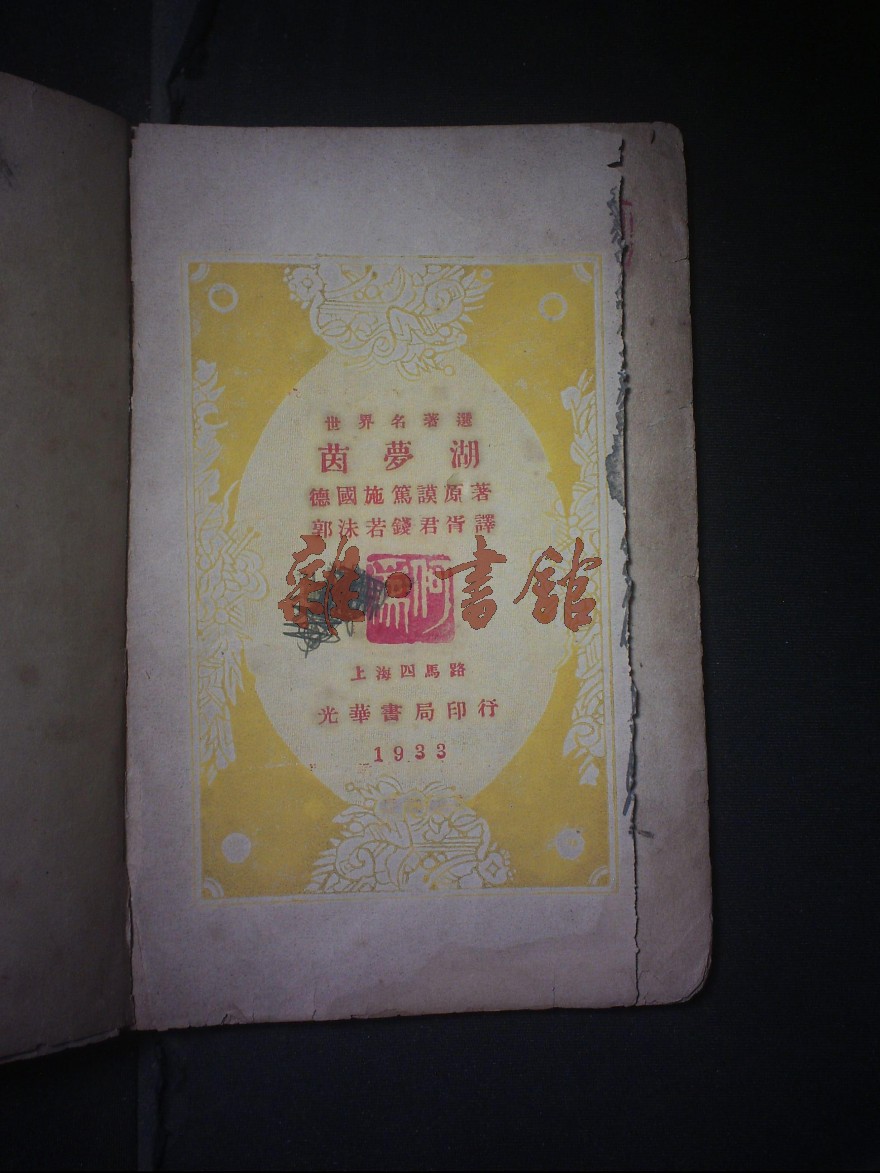 世界名著選
茵夢湖
德國施篤謨原著
郭沫若錢君胥譯
雜·書館
上海四馬路
光華書局印行
1933